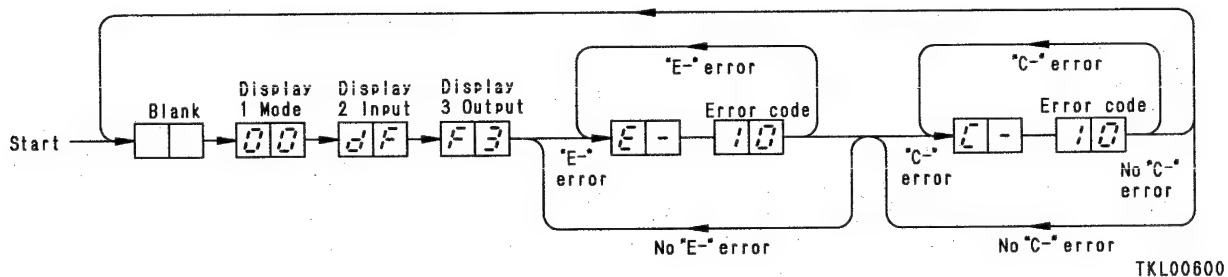 "E-" error
"C-" error
Display
1 Mode
Display
2 Input
Display
3 Output
Blank
Error code
Error code
Start
00
dF
F3
E-
10
C-
10
"E-"
error
"C-"
error
No "C-"
error
No "E-" error
No "C-" error
TKL00600